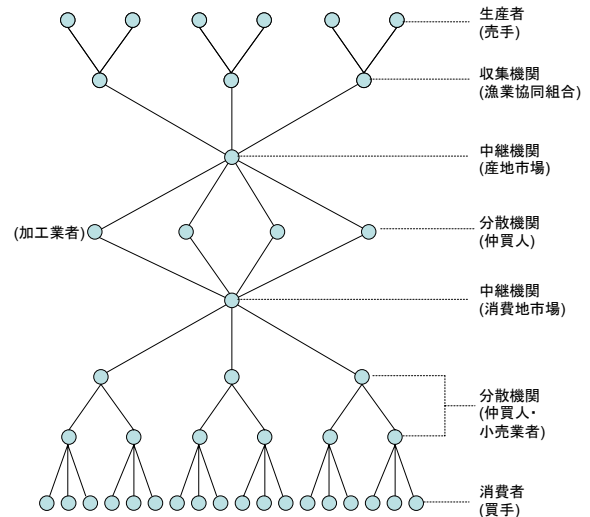 生産者
(売手)
収集機関
(漁業協同組合)
中継機関
(産地市場)
(加工業者)
分散機関
(仲買人)
中継機関
(消費地市場)
分散機関
(仲買人・
小売業者)
消費者
(買手)